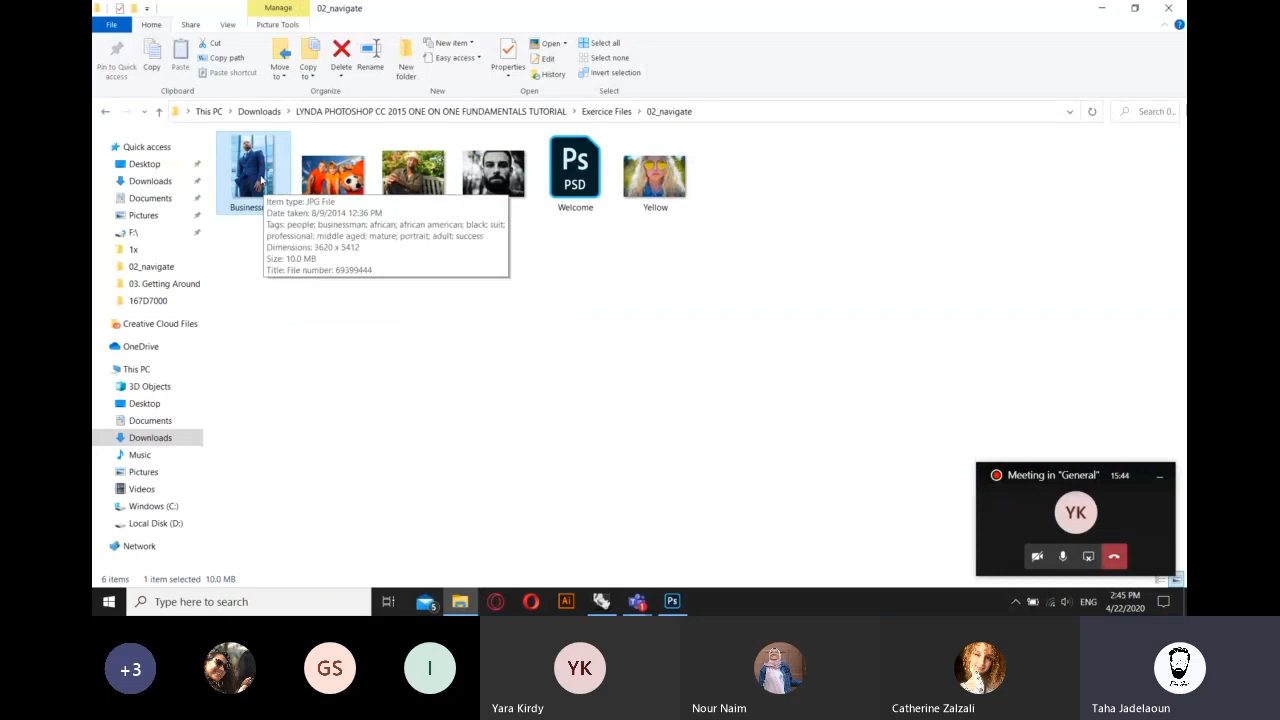 Manage
02_navigate
File
Home
Share
View
Picture Tools
Pin to Quick access
Copy
Paste
Cut
Copy path
Paste shortcut
Clipboard
Move to
Copy to
Delete
Rename
Organize
New folder
New item
Easy access
New
Properties
Open
Edit
History
Open
Select all
Select none
Invert selection
Select
This PC
Downloads
LYNDA PHOTOSHOP CC 2015 ONE ON ONE FUNDAMENTALS TUTORIAL
Exercice Files
02_navigate
Search 0...
Quick access
Desktop
Downloads
Documents
Pictures
F:\
1x
02_navigate
03. Getting Around
167D7000
Creative Cloud Files
OneDrive
This PC
3D Objects
Desktop
Documents
Downloads
Music
Pictures
Videos
Windows (C:)
Local Disk (D:)
Network
Ps
PSD
Welcome
Yellow
Item type: JPG File
Date taken: 8/9/2014 12:36 PM
Tags: people; businessman; african; african american; black; suit;
professional; middle aged; mature; portrait; adult; success
Dimensions: 3620 x 5412
Size: 10.0 MB
Title: File number: 69399444
Meeting in "General" 15:44
YK
6 items 1 item selected 10.0 MB
Type here to search
5
Ai
Ps
ENG
2:45 PM
4/22/2020
+3
GS
I
YK
Yara Kirdy
Nour Naim
Catherine Zalzali
Taha Jadelaoun